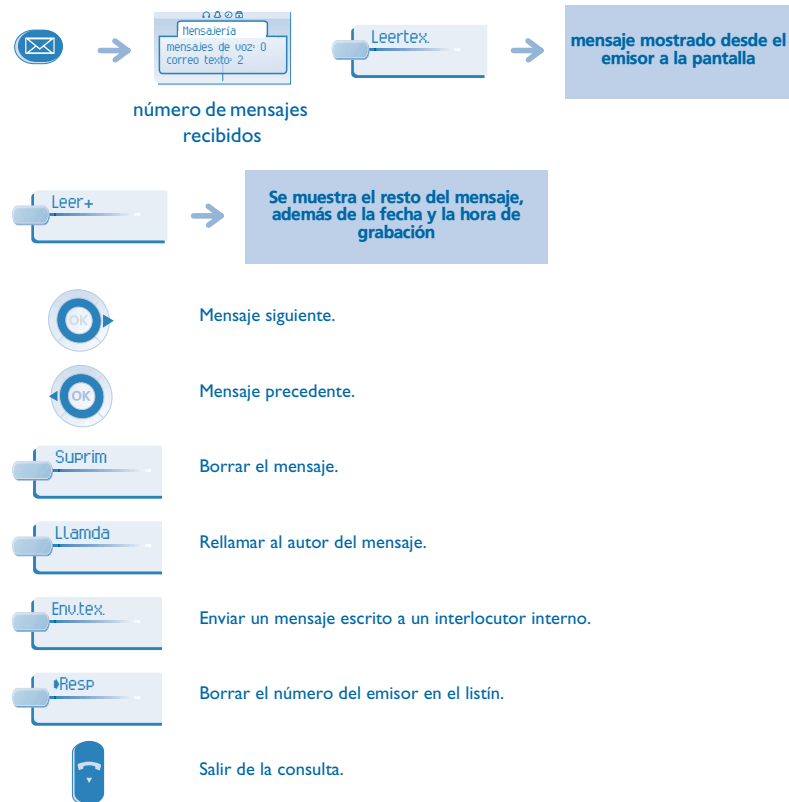 Mensajería
mensajes de voz: 0
correo texto: 2
Leertex.
mensaje mostrado desde el
emisor a la pantalla
número de mensajes
recibidos
Leer+
Se muestra el resto del mensaje,
además de la fecha y la hora de
grabación
OK
Mensaje siguiente.
OK
Mensaje precedente.
Suprim
Borrar el mensaje.
Llamda
Rellamar al autor del mensaje.
Env.tex.
Enviar un mensaje escrito a un interlocutor interno.
Resp
Borrar el número del emisor en el listín.
Salir de la consulta.